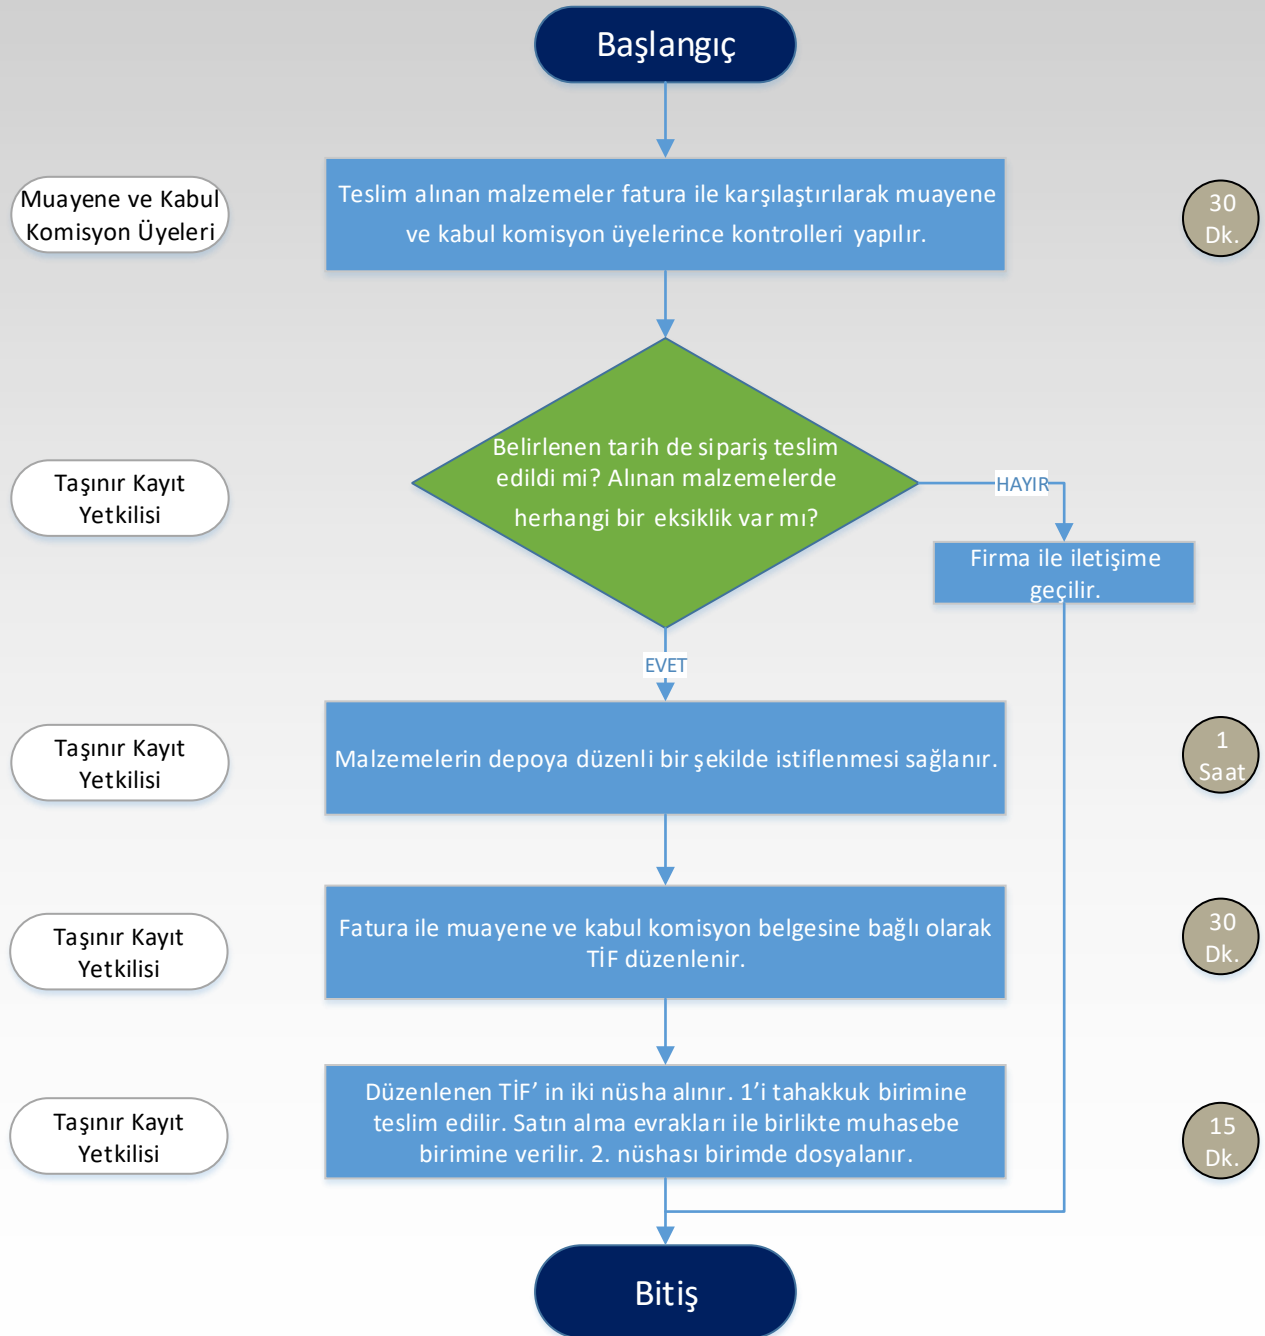 Başlangıç
Muayene ve Kabul
Komisyon Üyeleri
Teslim alınan malzemeler fatura ile karşılaştırılarak muayene
ve kabul komisyon üyelerince kontrolleri yapılır.
30
Dk.
Taşınır Kayıt
Yetkilisi
Belirlenen tarih de sipariş teslim
edildi mi? Alınan malzemelerde
herhangi bir eksiklik var mı?
HAYIR
Firma ile iletişime
geçilir.
EVET
Taşınır Kayıt
Yetkilisi
Malzemelerin depoya düzenli bir şekilde istiflenmesi sağlanır.
1
Saat
Taşınır Kayıt
Yetkilisi
Fatura ile muayene ve kabul komisyon belgesine bağlı olarak
TİF düzenlenir.
30
Dk.
Taşınır Kayıt
Yetkilisi
Düzenlenen TİF’ in iki nüsha alınır. 1’i tahakkuk birimine
teslim edilir. Satın alma evrakları ile birlikte muhasebe
birimine verilir. 2. nüshası birimde dosyalanır.
15
Dk.
Bitiş